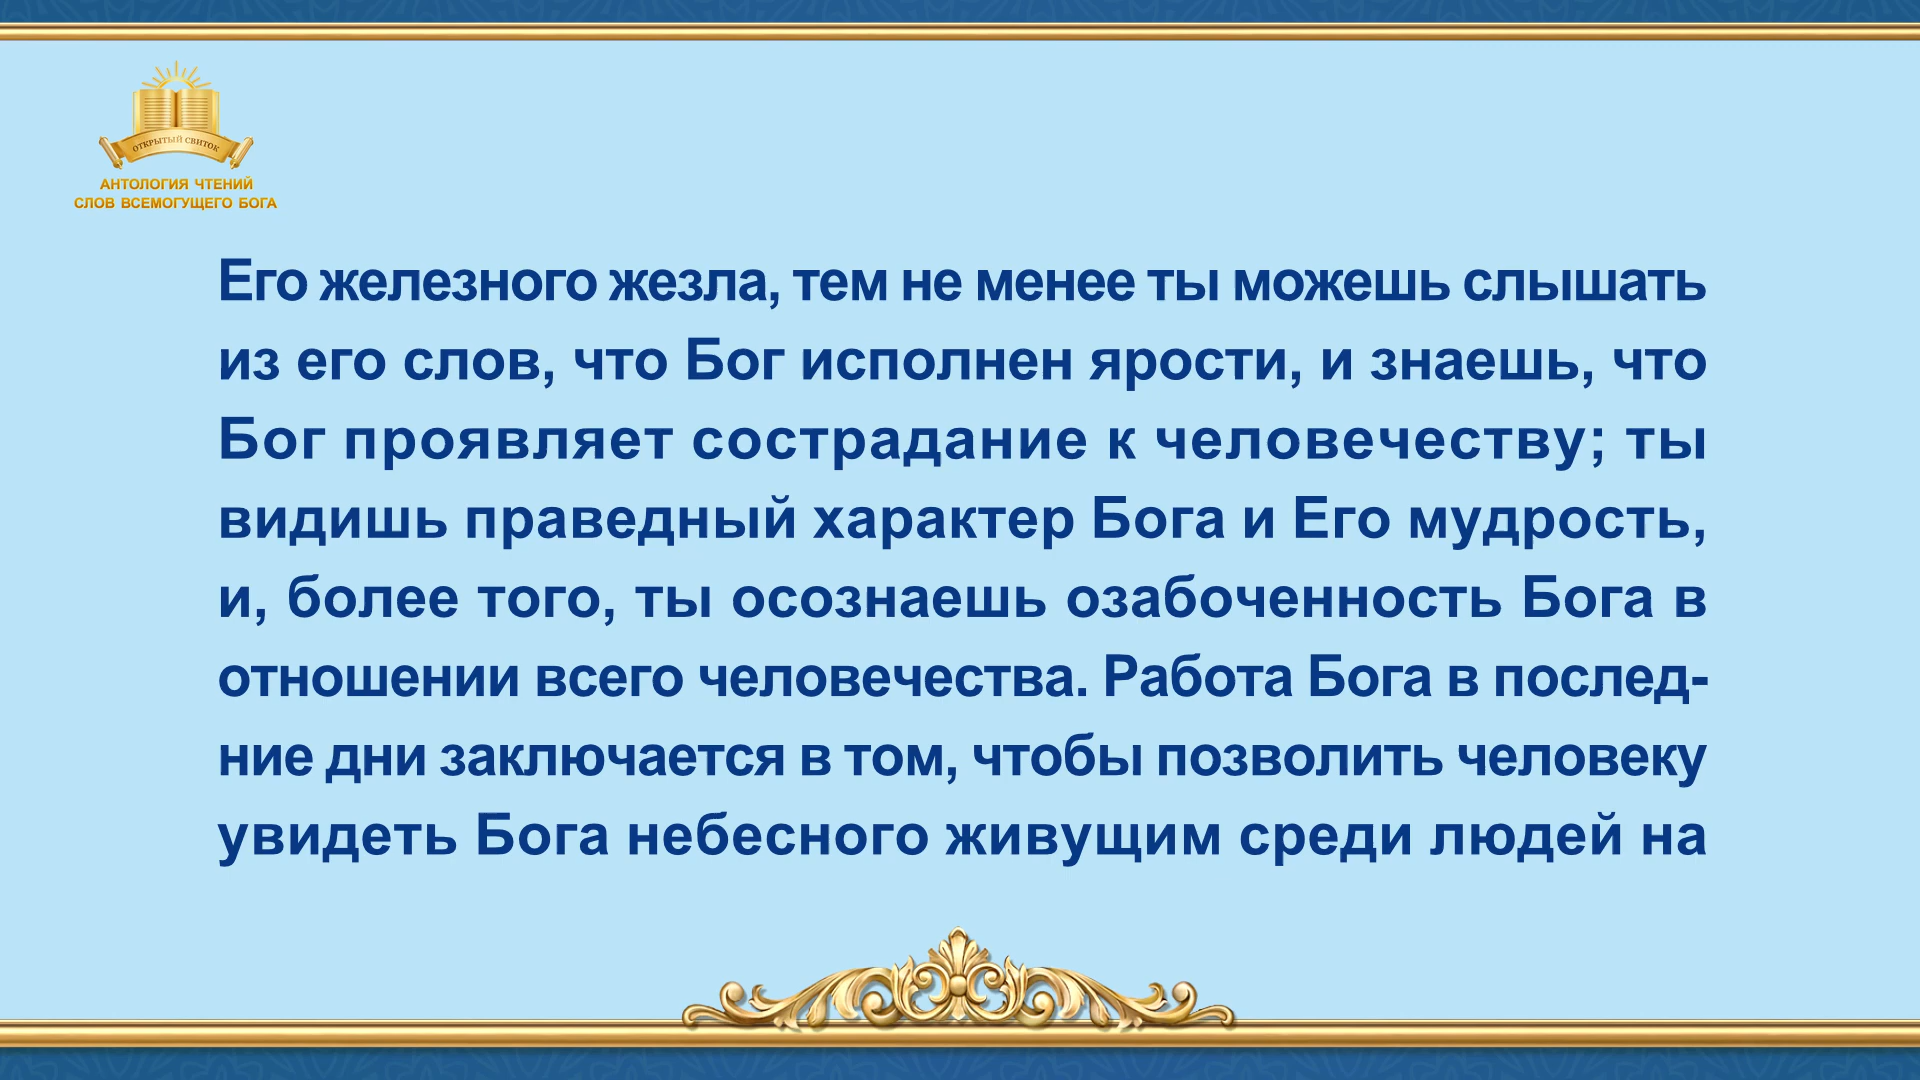 ОТКРЫТЫЙ СВИТОК
АНТОЛОГИЯ ЧТЕНИЙ
СЛОВ ВСЕМОГУЩЕГО БОГА
Его железного жезла, тем не менее ты можешь слышать
из его слов, что Бог исполнен ярости, и знаешь, что
Бог проявляет сострадание к человечеству; ты
видишь праведный характер Бога и Его мудрость,
и, более того, ты осознаешь озабоченность Бога в
отношении всего человечества. Работа Бога в послед-
ние дни заключается в том, чтобы позволить человеку
увидеть Бога небесного живущим среди людей на